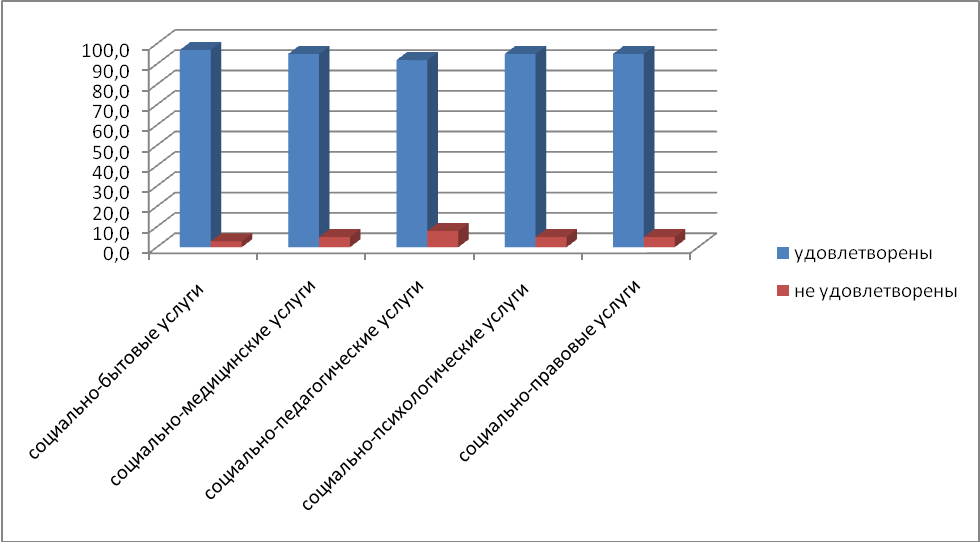 100,0
90,0
80,0
70,0
60,0
50,0
40,0
30,0
20,0
10,0
0,0
социально-бытовые услуги
социально-медицинские услуги
социально-педагогические услуги
социально-психологические услуги
социально-правовые услуги
удовлетворены
не удовлетворены